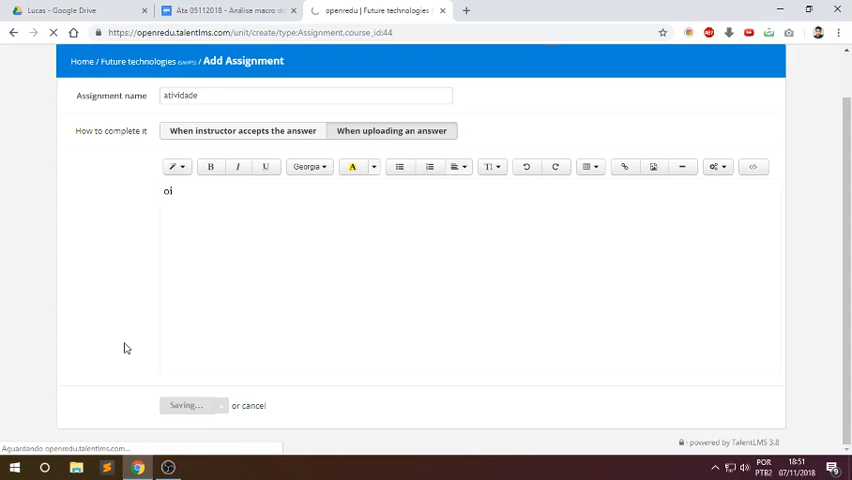 Lucas - Google Drive
Ata 05112018 - Análise macro de
openredu | Future technologies
https://openredu.talentlms.com/unit/create/type:Assignment,course_id:44
Home / Future technologies (SAMPS) / Add Assignment
Assignment name
atividade
How to complete it
When instructor accepts the answer
When uploading an answer
B
I
U
Georgia
A
TI
oi
Saving...
or cancel
- powered by TalentLMS 3.8
Aguardando openredu.talentlms.com...
POR
PTB2
18:51
07/11/2018